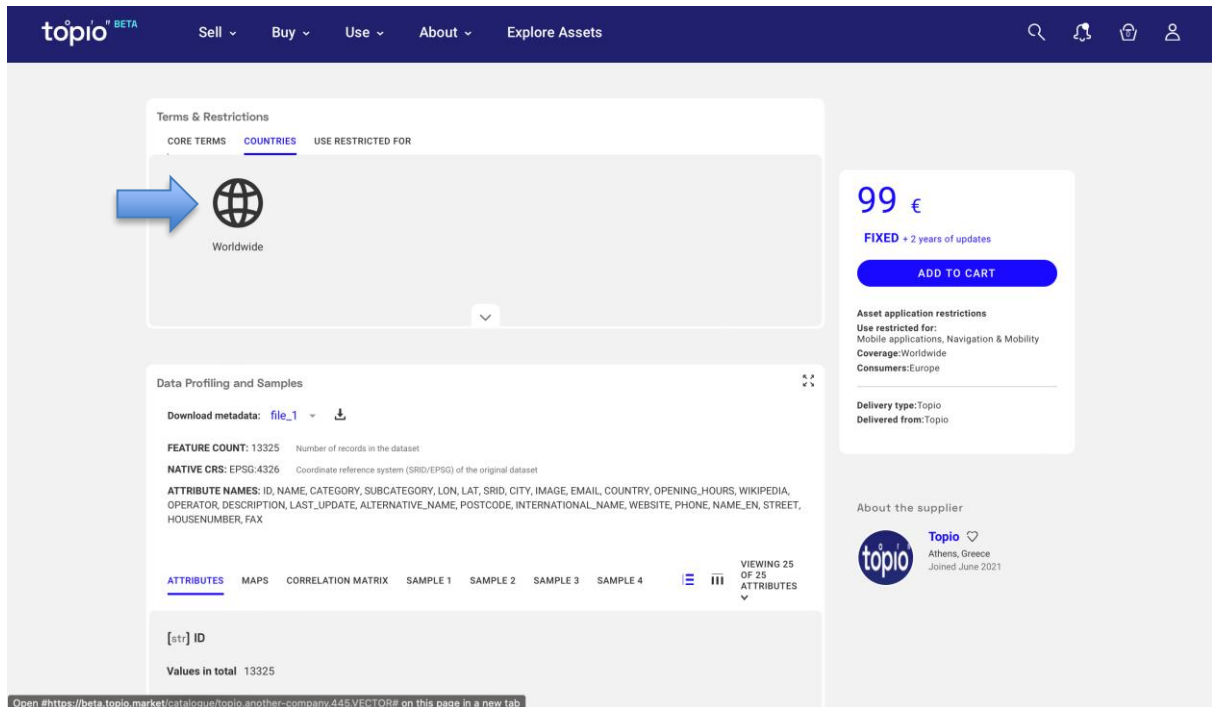 topio" BETA
Sell
Buy
Use
About
Explore Assets
Terms & Restrictions
CORE TERMS
COUNTRIES
USE RESTRICTED FOR
Worldwide
99 €
FIXED + 2 years of updates
ADD TO CART
Asset application restrictions
Use restricted for:
Mobile applications, Navigation & Mobility
Coverage:Worldwide
Consumers:Europe
Delivery type:Topio
Delivered from:Topio
Data Profiling and Samples
Download metadata: file_1
FEATURE COUNT: 13325 Number of records in the dataset
NATIVE CRS: EPSG:4326 Coordinate reference system (SRID/EPSG) of the original dataset
ATTRIBUTE NAMES: ID, NAME, CATEGORY, SUBCATEGORY, LON, LAT, SRID, CITY, IMAGE, EMAIL, COUNTRY, OPENING_HOURS, WIKIPEDIA,
OPERATOR, DESCRIPTION, LAST_UPDATE, ALTERNATIVE_NAME, POSTCODE, INTERNATIONAL_NAME, WEBSITE, PHONE, NAME_EN, STREET,
HOUSENUMBER, FAX
About the supplier
topio
Topio
Athens, Greece
Joined June 2021
ATTRIBUTES
MAPS
CORRELATION MATRIX
SAMPLE 1
SAMPLE 2
SAMPLE 3
SAMPLE 4
VIEWING 25
OF 25
ATTRIBUTES
[str] ID
Values in total 13325
Open #https://beta.topio.market/catalogue/topio.another-company.445.VECTOR# on this page in a new tab